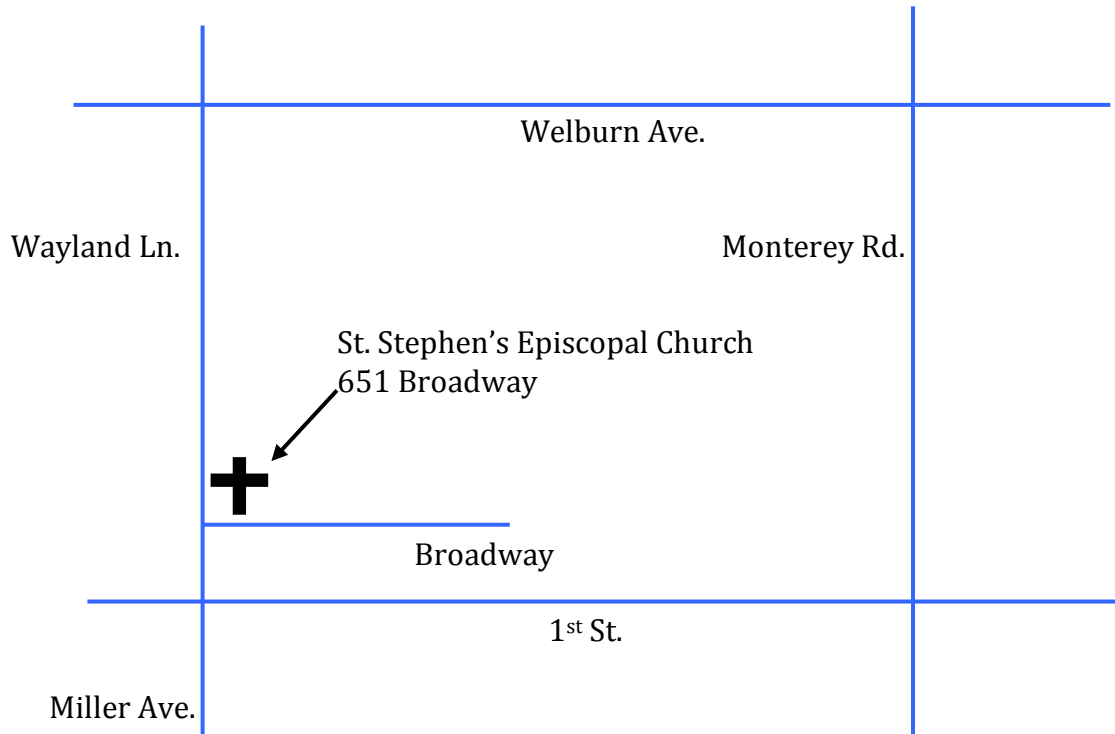 Welburn Ave.
Wayland Ln.
Monterey Rd.
St. Stephen’s Episcopal Church
651 Broadway
Broadway
1st St.
Miller Ave.